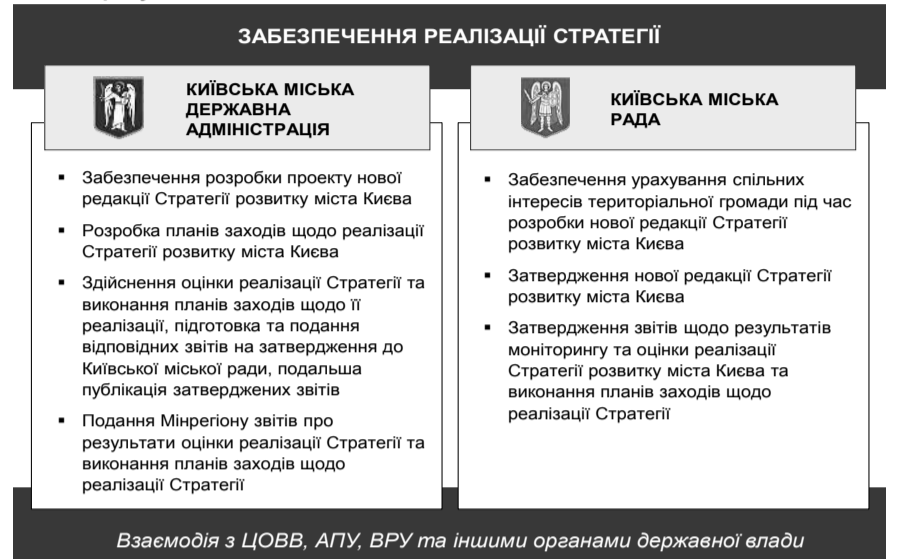 ЗАБЕЗПЕЧЕННЯ РЕАЛІЗАЦІЇ СТРАТЕГІЇ
КИЇВСЬКА МІСЬКА
ДЕРЖАВНА
АДМІНІСТРАЦІЯ
▪ Забезпечення розробки проекту нової
редакції Стратегії розвитку міста Києва
▪ Розробка планів заходів щодо реалізації
Стратегії розвитку міста Києва
▪ Здійснення оцінки реалізації Стратегії та
виконання планів заходів щодо її
реалізації, підготовка та подання
відповідних звітів на затвердження до
Київської міської ради, подальша
публікація затверджених звітів
▪ Подання Мінрегіону звітів про
результати оцінки реалізації Стратегії та
виконання планів заходів щодо
реалізації Стратегії
КИЇВСЬКА МІСЬКА
РАДА
▪ Забезпечення урахування спільних
інтересів територіальної громади під час
розробки нової редакції Стратегії
розвитку міста Києва
▪ Затвердження нової редакції Стратегії
розвитку міста Києва
▪ Затвердження звітів щодо результатів
моніторингу та оцінки реалізації
Стратегії розвитку міста Києва та
виконання планів заходів щодо
реалізації Стратегії
Взаємодія з ЦОВВ, АПУ, ВРУ та іншими органами державної влади